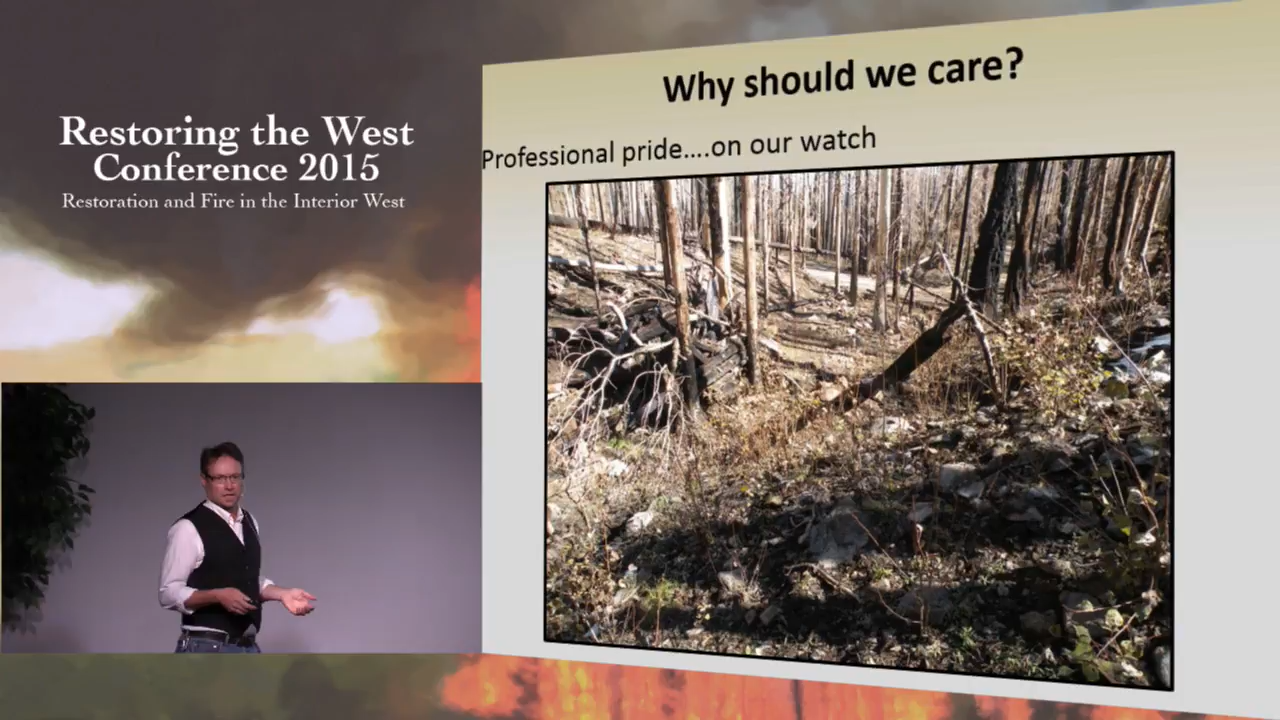 Restoring the West
Conference 2015
Restoration and Fire in the Interior West
Why should we care?
Professional pride....on our watch